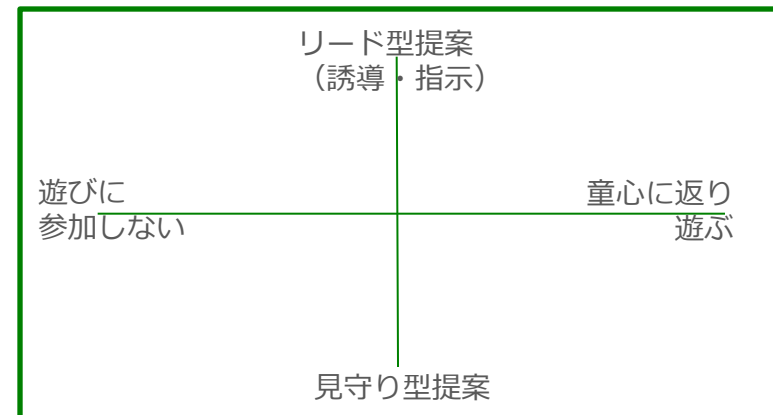 リード型提案
（誘導・指示）
遊びに
参加しない
童心に返り
遊ぶ
見守り型提案